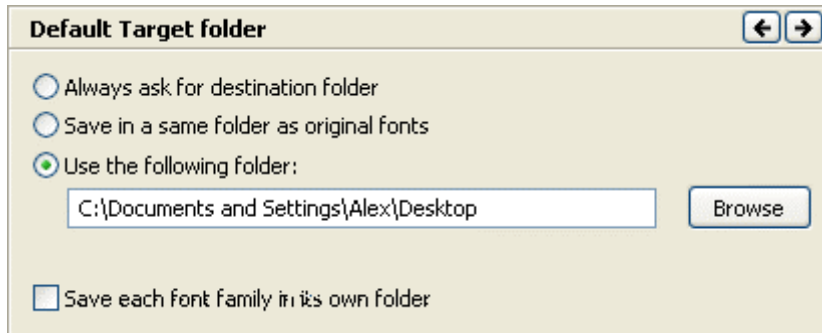 Default Target folder
Always ask for destination folder
Save in a same folder as original fonts
Use the following folder:
C:\Documents and Settings\Alex\Desktop
Browse
Save each font family in its own folder